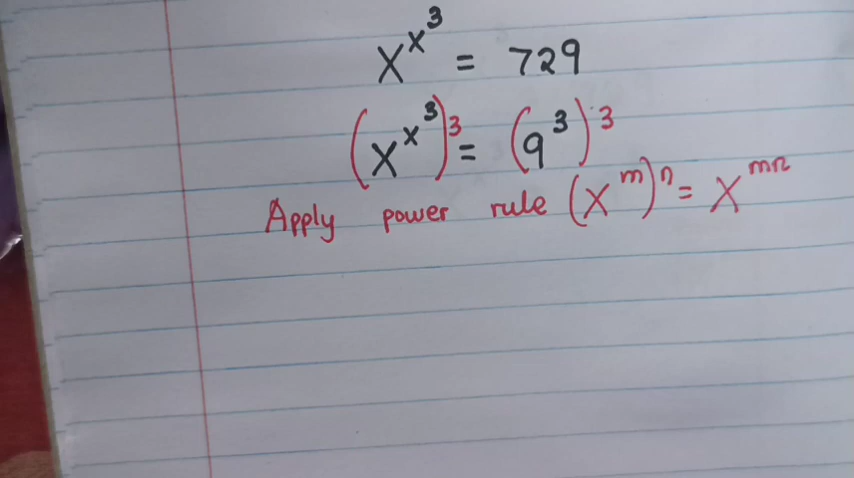 x^{x^3} = 729
(x^{x^3})^3 = (9^3)^3
Apply power rule (x^m)^n = x^{mn}